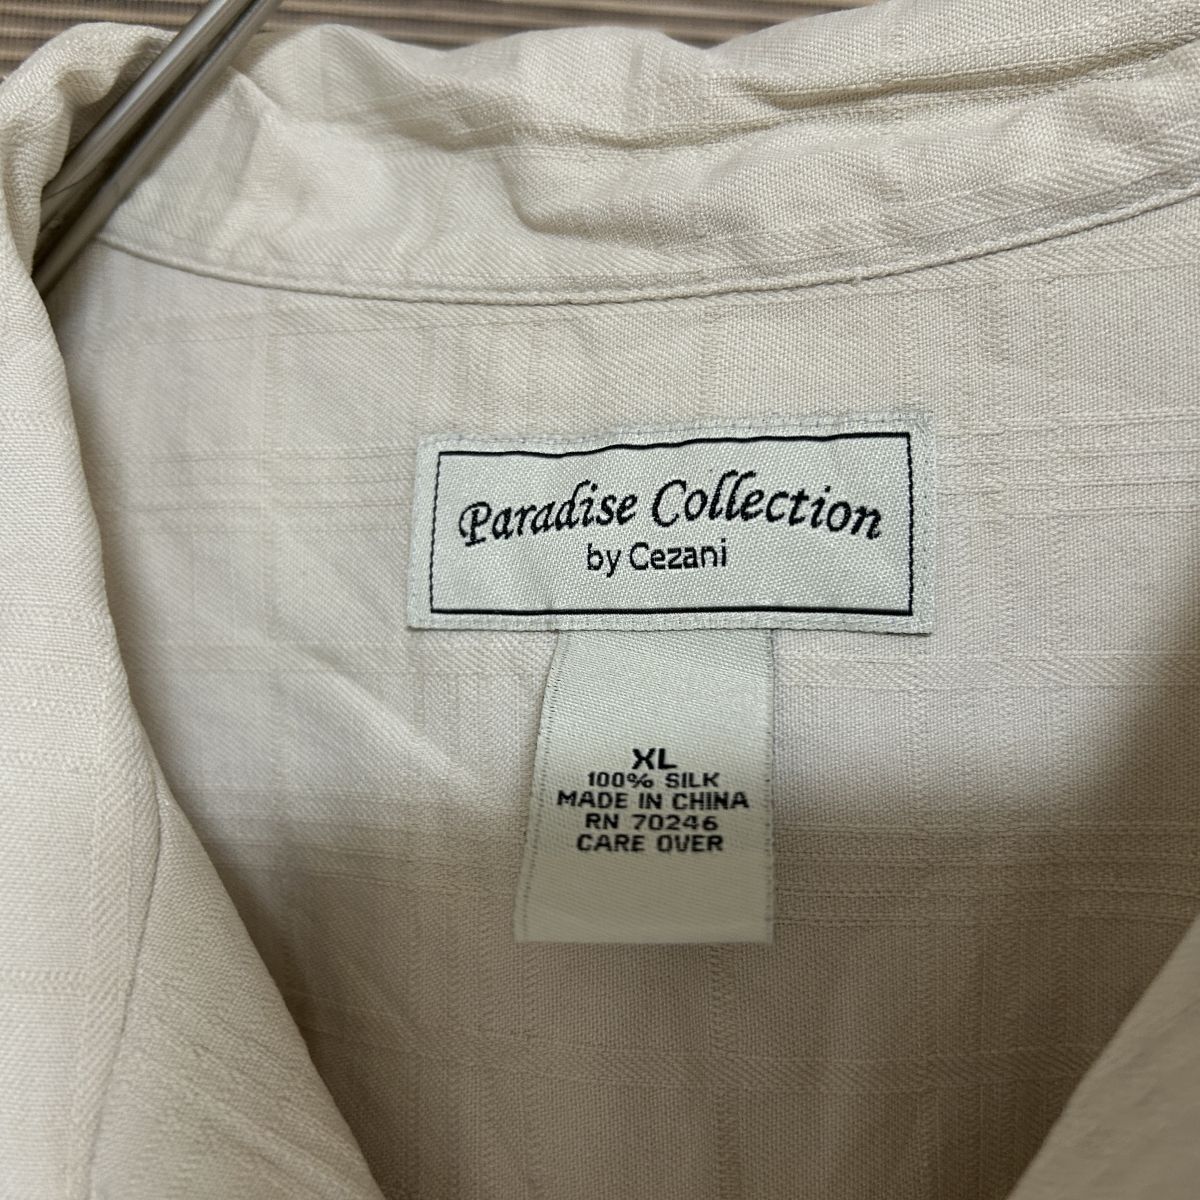 Paradise Collection
by Cezani
XL
100% SILK
MADE IN CHINA
RN 70246
CARE OVER